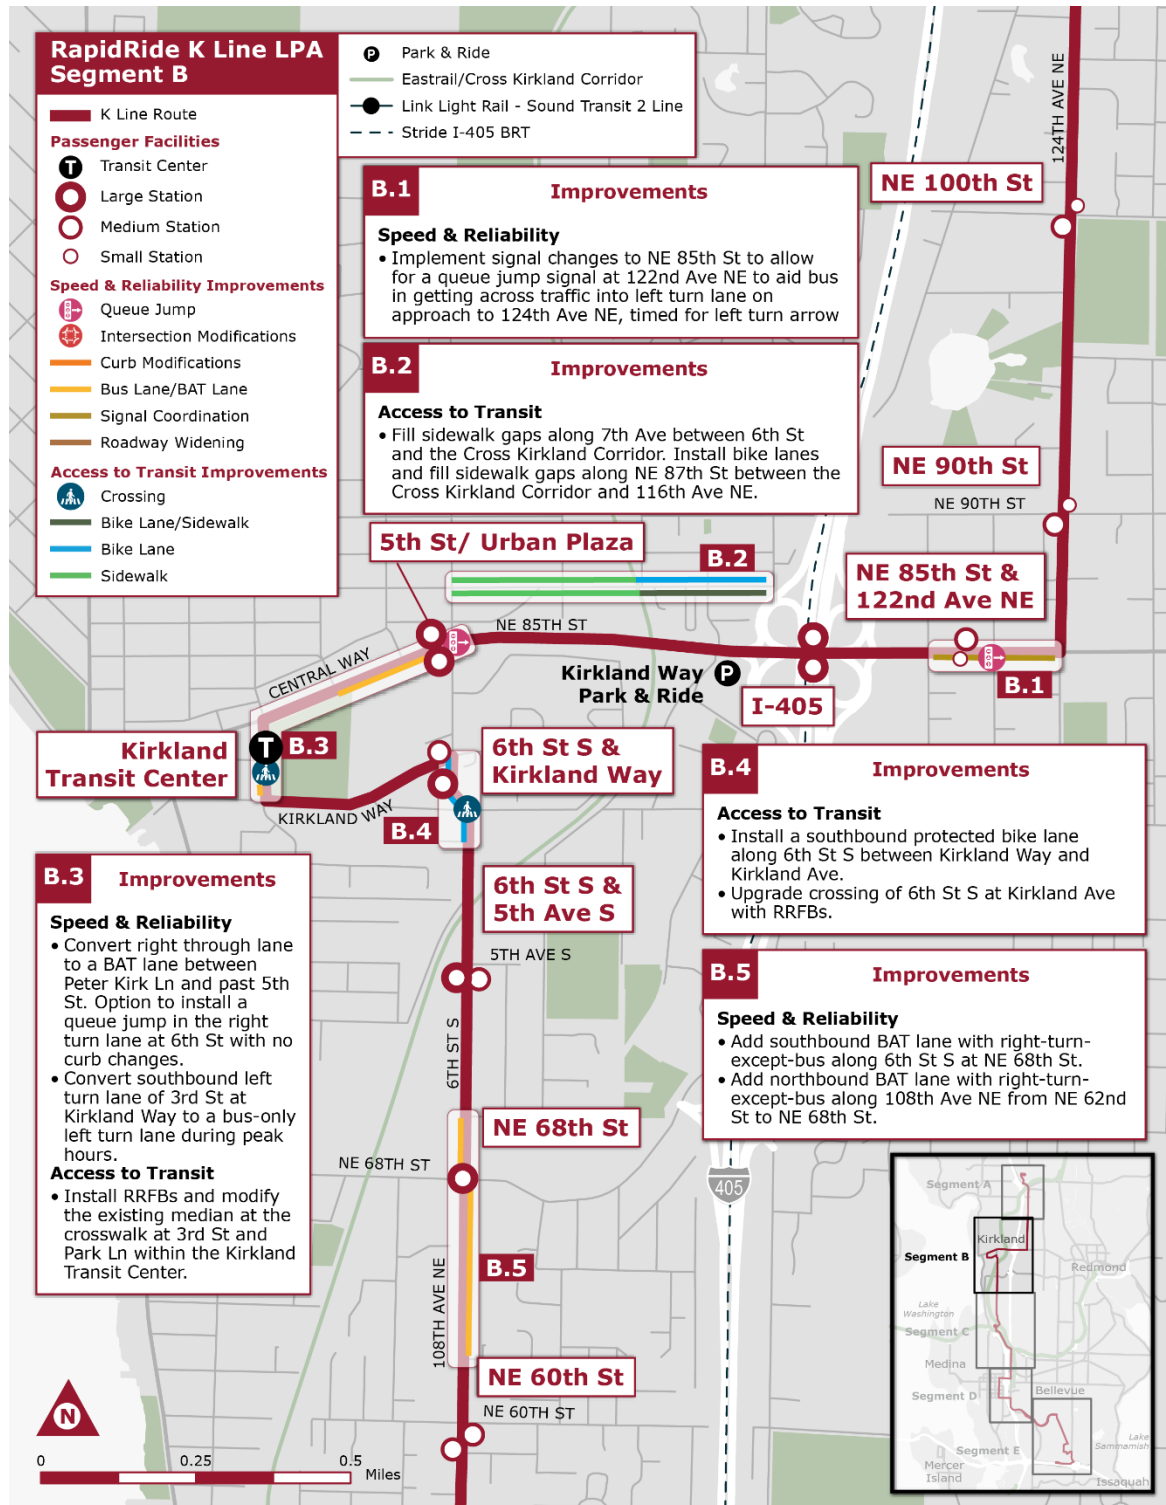 RapidRide K Line LPA
Segment B
K Line Route
Passenger Facilities
T
Transit Center
Large Station
Medium Station
Small Station
Speed & Reliability Improvements
Queue Jump
Intersection Modifications
Curb Modifications
Bus Lane/BAT Lane
Signal Coordination
Roadway Widening
Access to Transit Improvements
Crossing
Bike Lane/Sidewalk
Bike Lane
Sidewalk
P
Park & Ride
Eastrail/Cross Kirkland Corridor
Link Light Rail - Sound Transit 2 Line
Stride I-405 BRT
B.1
Improvements
Speed & Reliability
• Implement signal changes to NE 85th St to allow
for a queue jump signal at 122nd Ave NE to aid bus
in getting across traffic into left turn lane on
approach to 124th Ave NE, timed for left turn arrow
B.2
Improvements
Access to Transit
• Fill sidewalk gaps along 7th Ave between 6th St
and the Cross Kirkland Corridor. Install bike lanes
and fill sidewalk gaps along NE 87th St between the
Cross Kirkland Corridor and 116th Ave NE.
124TH AVE NE
NE 100th St
NE 90th St
NE 90TH ST
5th St/ Urban Plaza
B.2
NE 85th St &
122nd Ave NE
NE 85TH ST
CENTRAL WAY
Kirkland Way
Park & Ride
P
I-405
B.1
Kirkland
Transit Center
T
B.3
6th St S &
Kirkland Way
KIRKLAND WAY
B.4
B.4
Improvements
Access to Transit
• Install a southbound protected bike lane
along 6th St S between Kirkland Way and
Kirkland Ave.
• Upgrade crossing of 6th St S at Kirkland Ave
with RRFBs.
B.3
Improvements
Speed & Reliability
• Convert right through lane
to a BAT lane between
Peter Kirk Ln and past 5th
St. Option to install a
queue jump in the right
turn lane at 6th St with no
curb changes.
• Convert southbound left
turn lane of 3rd St at
Kirkland Way to a bus-only
left turn lane during peak
hours.
Access to Transit
• Install RRFBs and modify
the existing median at the
crosswalk at 3rd St and
Park Ln within the Kirkland
Transit Center.
6th St S &
5th Ave S
5TH AVE S
6TH ST S
B.5
Improvements
Speed & Reliability
• Add southbound BAT lane with right-turn-
except-bus along 6th St S at NE 68th St.
• Add northbound BAT lane with right-turn-
except-bus along 108th Ave NE from NE 62nd
St to NE 68th St.
NE 68th St
NE 68TH ST
405
B.5
108TH AVE NE
NE 60th St
NE 60TH ST
N
0
0.25
0.5
Miles
Segment A
Kirkland
Segment B
Redmond
Lake
Washington
Segment C
Medina
Bellevue
Segment D
Lake
Sammamish
Segment E
Mercer
Island
Issaquah